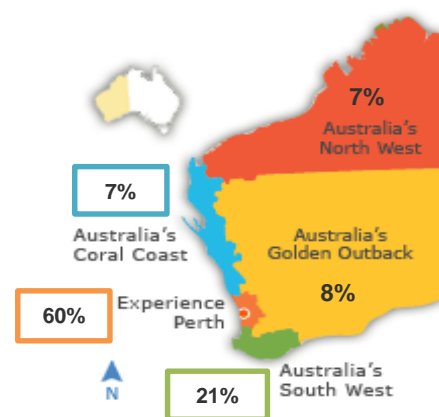 7%
Australia's
North West
7%
Australia's
Coral Coast
Australia's
Golden Outback
8%
Experience
Perth
60%
N
Australia's
South West
21%